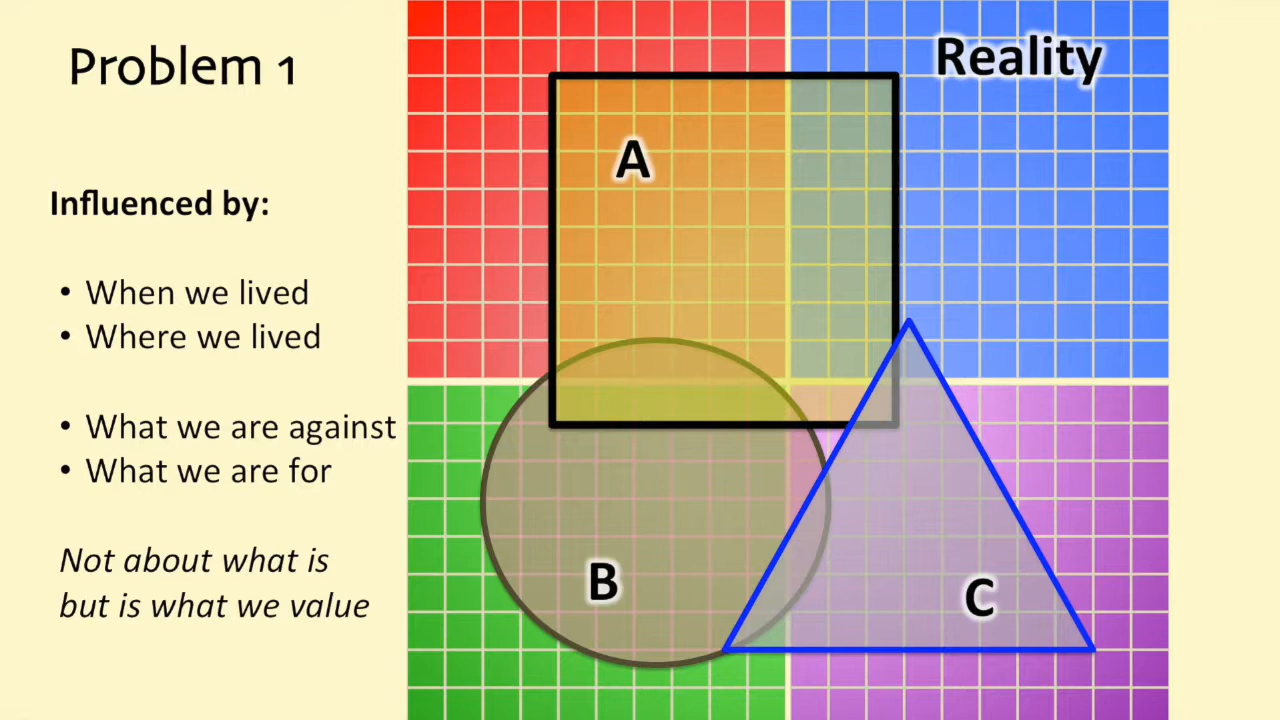 Problem 1
Influenced by:
• When we lived
• Where we lived
• What we are against
• What we are for
Not about what is
but is what we value
Reality
A
B
C